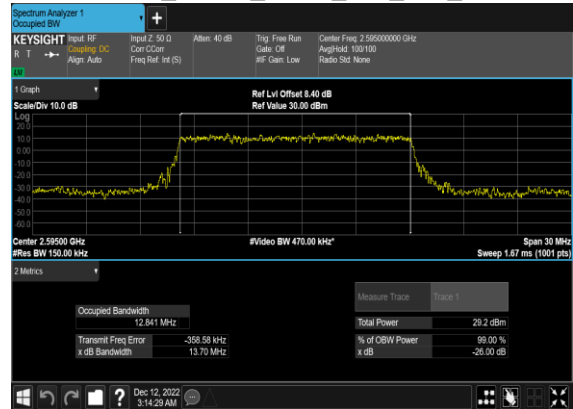 Spectrum Analyzer 1
Occupied BW
+
KEYSIGHT Input: RF Input Z: 50 Ω Atten: 40 dB Trig: Free Run Center Freq: 2.595000000 GHz
R T Coupling: DC Corr CCorr Gate: Off Avg|Hold: 100/100
Align: Auto Freq Ref: Int (S) #IF Gain: Low Radio Std: None
LW
1 Graph
Scale/Div 10.0 dB
Ref Lvl Offset 8.40 dB
Ref Value 30.00 dBm
Log
20.0
10.0
0.00
-10.0
-20.0
-30.0
-40.0
-50.0
-60.0
Center 2.59500 GHz #Video BW 470.00 kHz* Span 30 MHz
#Res BW 150.00 kHz Sweep 1.67 ms (1001 pts)
2 Metrics
Measure Trace Trace 1
Occupied Bandwidth
12.841 MHz
Total Power 29.2 dBm
Transmit Freq Error -358.58 kHz % of OBW Power 99.00 %
x dB Bandwidth 13.70 MHz x dB -26.00 dB
?
Dec 12, 2022
3:14:29 AM